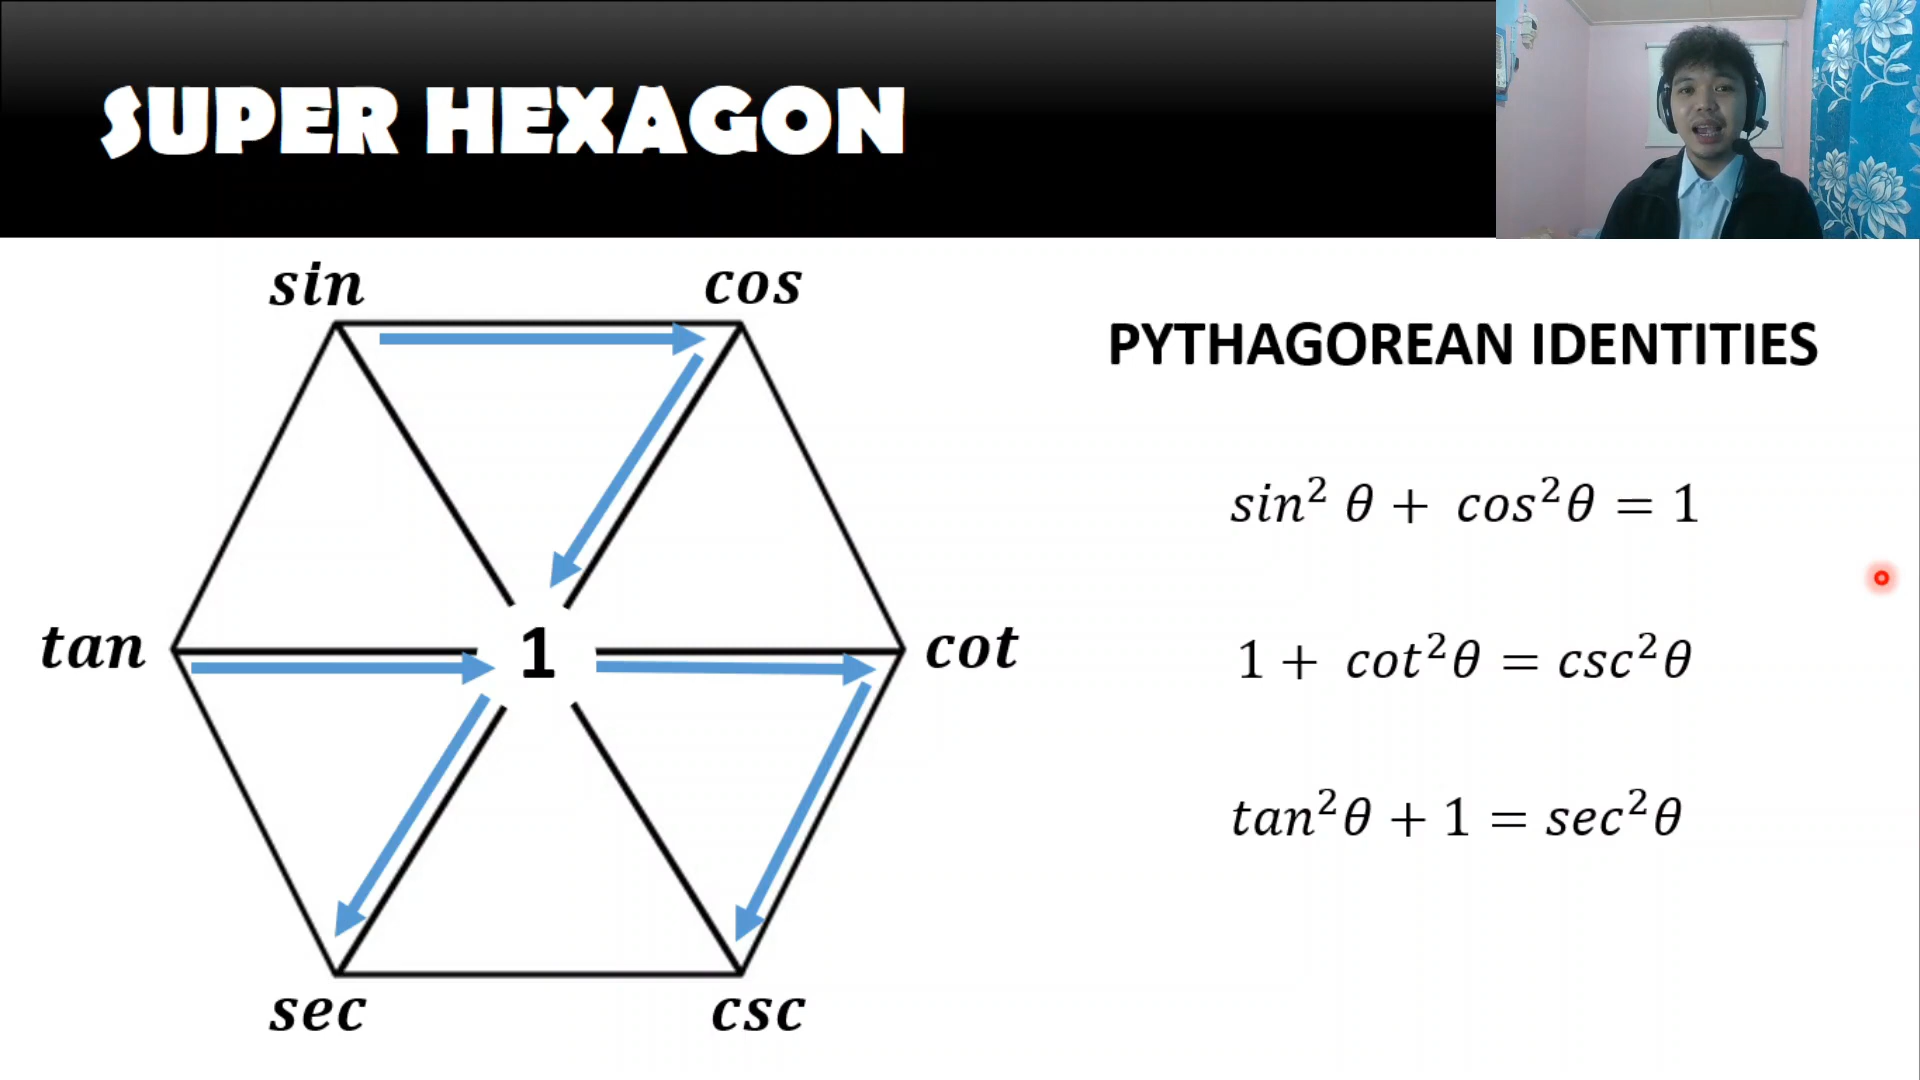 SUPER HEXAGON
sin
cos
tan
1
cot
sec
csc
PYTHAGOREAN IDENTITIES
sin² θ + cos²θ = 1
1 + cot²θ = csc²θ
tan²θ + 1 = sec²θ